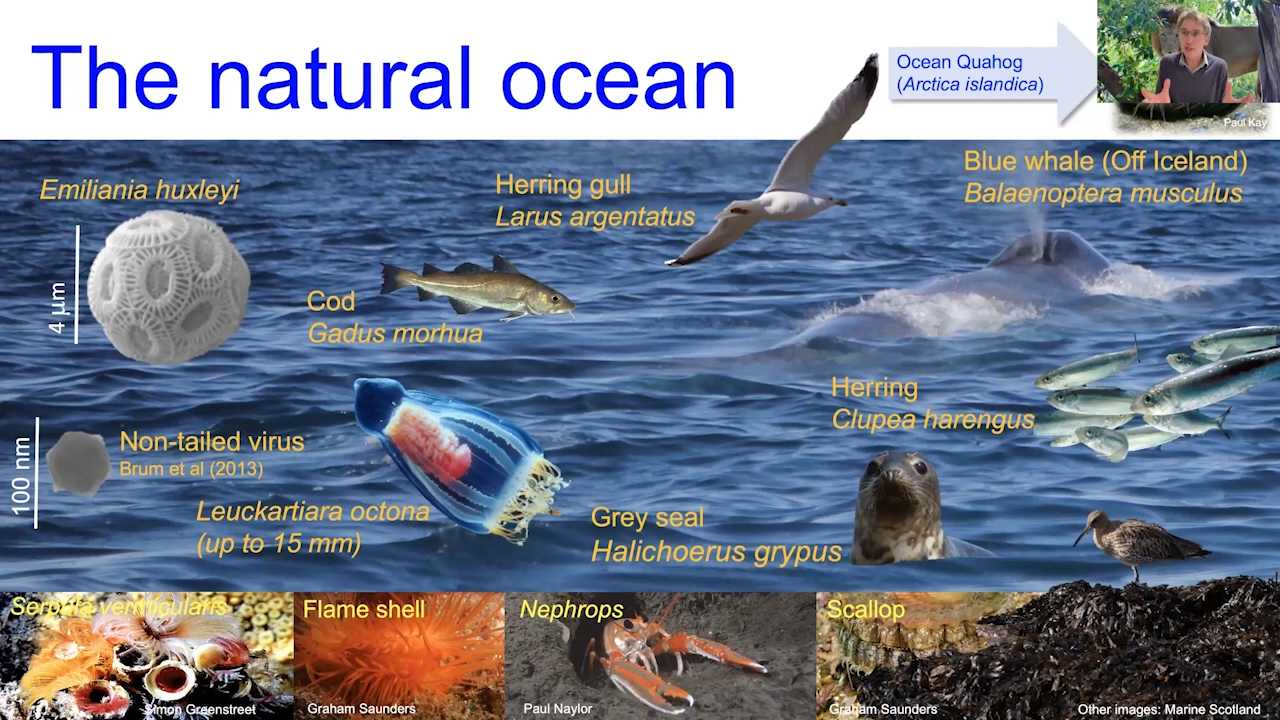 The natural ocean
Ocean Quahog
(Arctica islandica)
Paul Kay
Emiliania huxleyi
4 µm
Herring gull
Larus argentatus
Blue whale (Off Iceland)
Balaenoptera musculus
Cod
Gadus morhua
Herring
Clupea harengus
100 nm
Non-tailed virus
Brum et al (2013)
Leuckartiara octona
(up to 15 mm)
Grey seal
Halichoerus grypus
Serpula vermicularis
Simon Greenstreet
Flame shell
Graham Saunders
Nephrops
Paul Naylor
Scallop
Graham Saunders
Other images: Marine Scotland